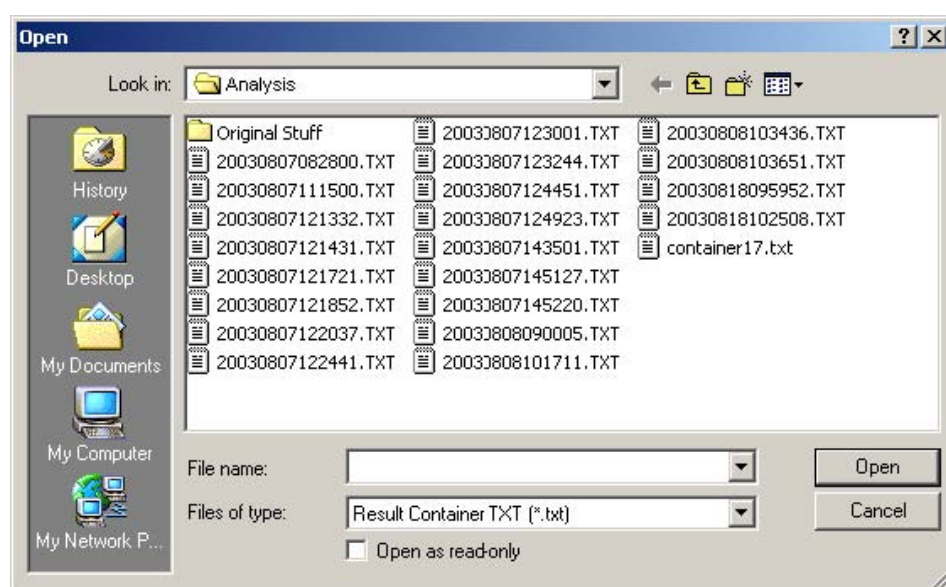 Open
Look in: Analysis
History
Desktop
My Documents
My Computer
My Network P...
Original Stuff
20030807082800.TXT
20030807111500.TXT
20030807121332.TXT
20030807121431.TXT
20030807121721.TXT
20030807121852.TXT
20030807122037.TXT
20030807122441.TXT
20030807123001.TXT
20030807123244.TXT
20030807124451.TXT
20030807124923.TXT
20030807143501.TXT
20030807145127.TXT
20030807145220.TXT
20030808090005.TXT
20030808101711.TXT
20030808103436.TXT
20030808103651.TXT
20030818095952.TXT
20030818102508.TXT
container17.txt
File name:
Open
Files of type: Result Container TXT (*.txt)
Cancel
Open as read-only